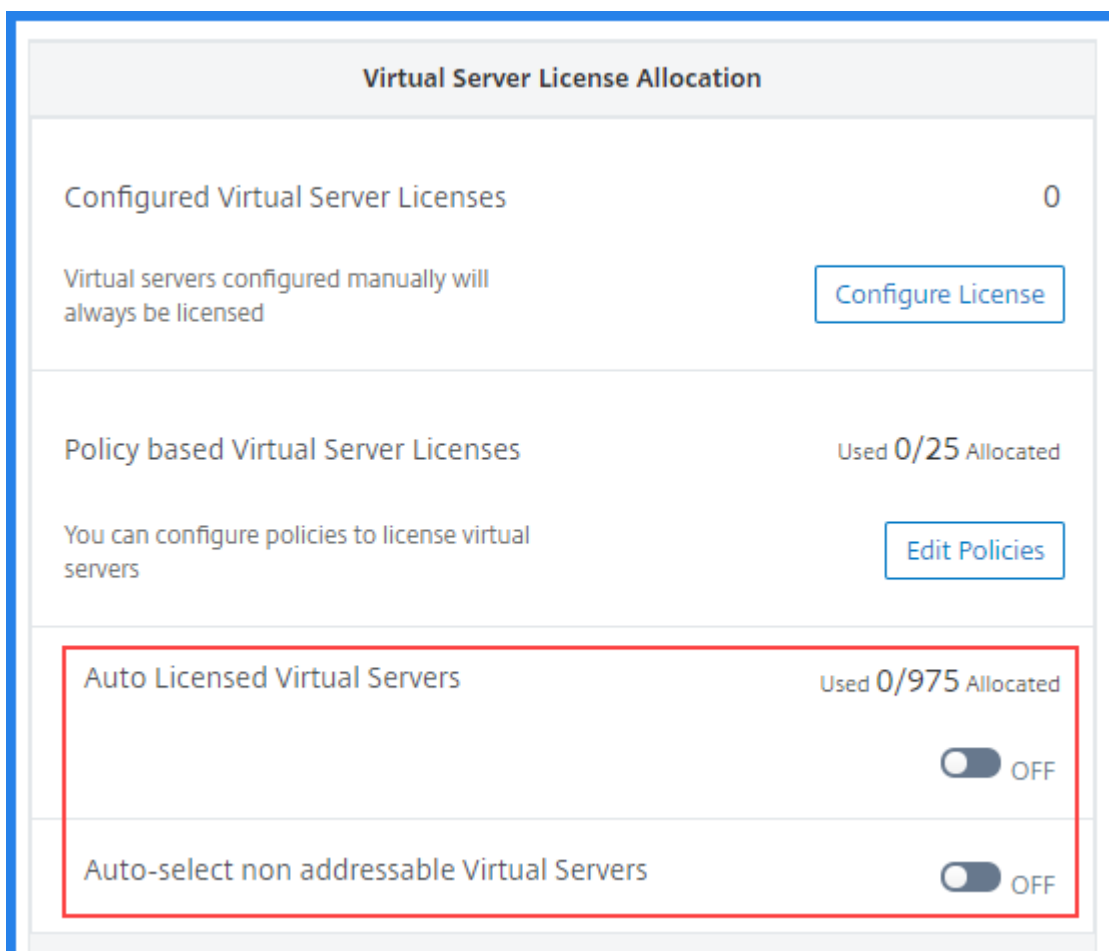 Virtual Server License Allocation
Configured Virtual Server Licenses 0
Virtual servers configured manually will
always be licensed
Configure License
Policy based Virtual Server Licenses Used 0/25 Allocated
You can configure policies to license virtual
servers
Edit Policies
Auto Licensed Virtual Servers Used 0/975 Allocated
OFF
Auto-select non addressable Virtual Servers OFF